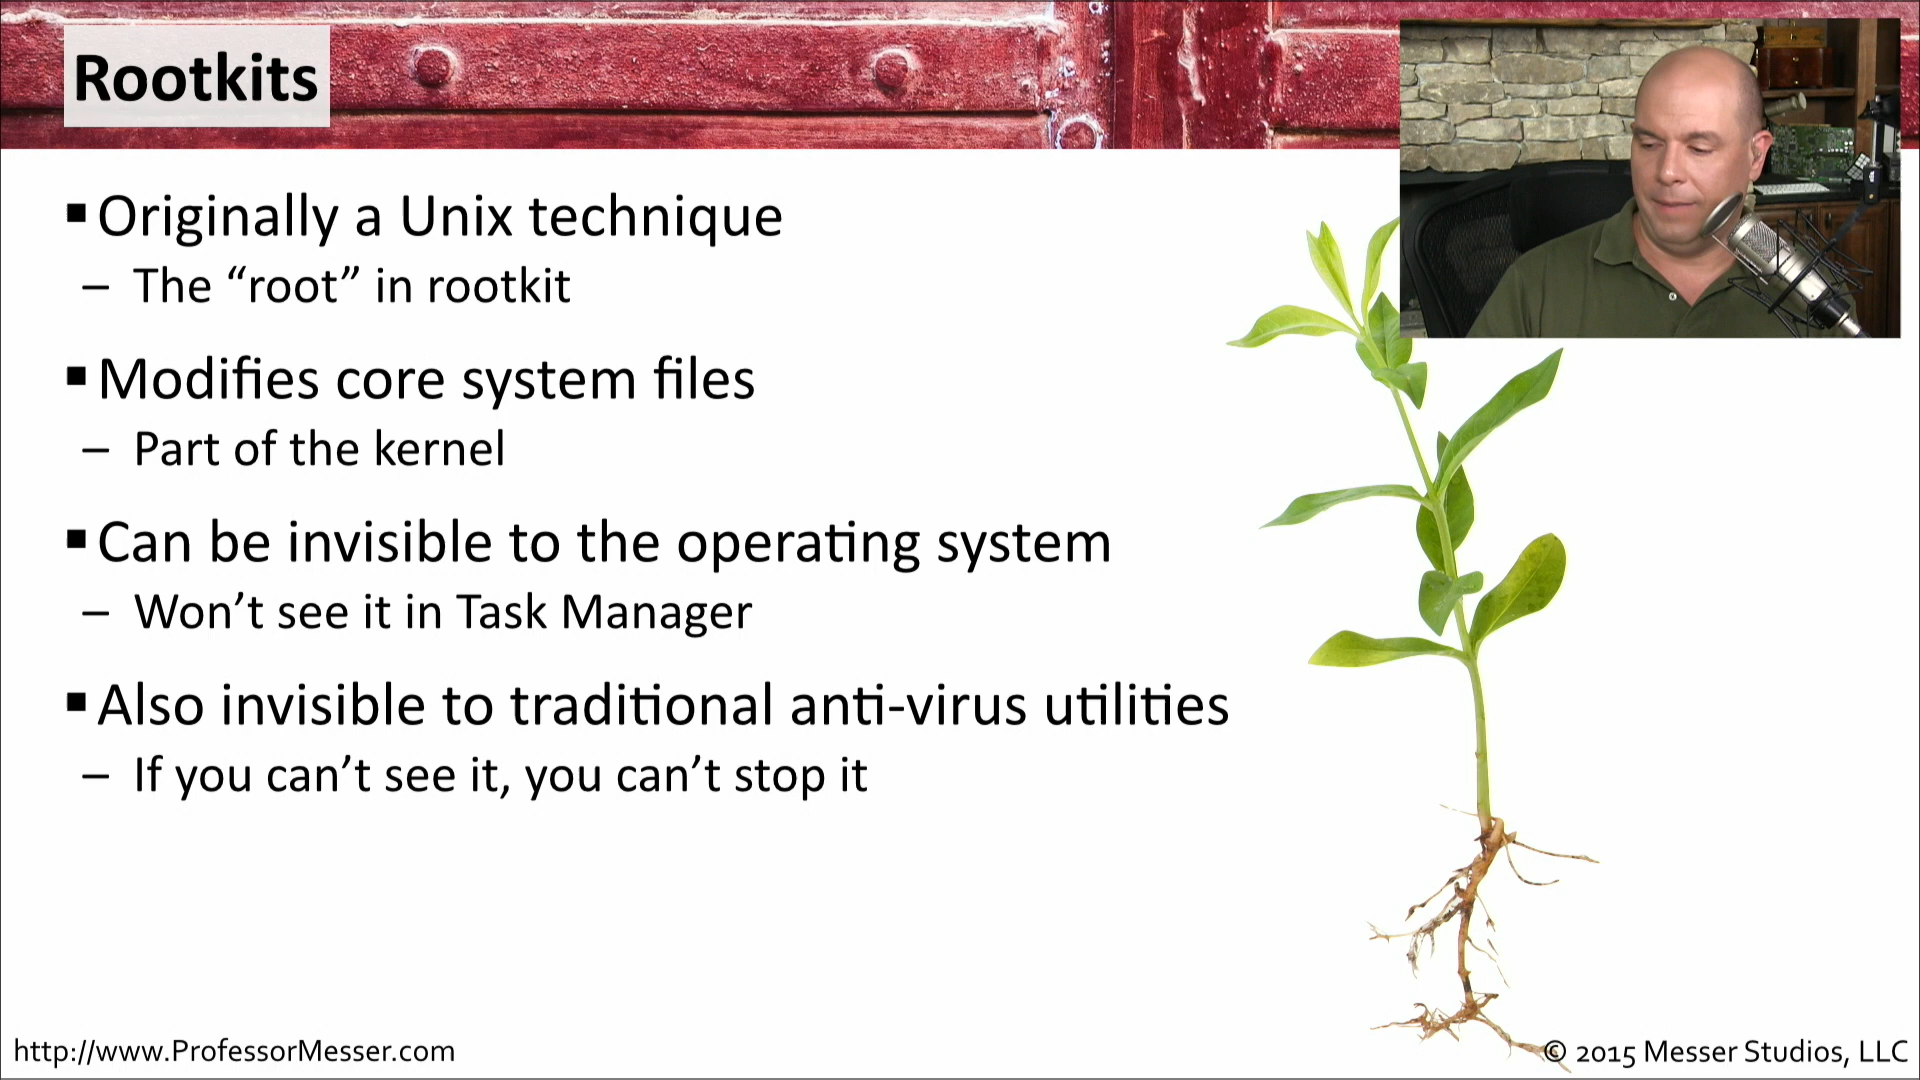 Rootkits
▪ Originally a Unix technique
– The “root” in rootkit
▪ Modifies core system files
– Part of the kernel
▪ Can be invisible to the operating system
– Won’t see it in Task Manager
▪ Also invisible to traditional anti-virus utilities
– If you can’t see it, you can’t stop it
http://www.ProfessorMesser.com
© 2015 Messer Studios, LLC